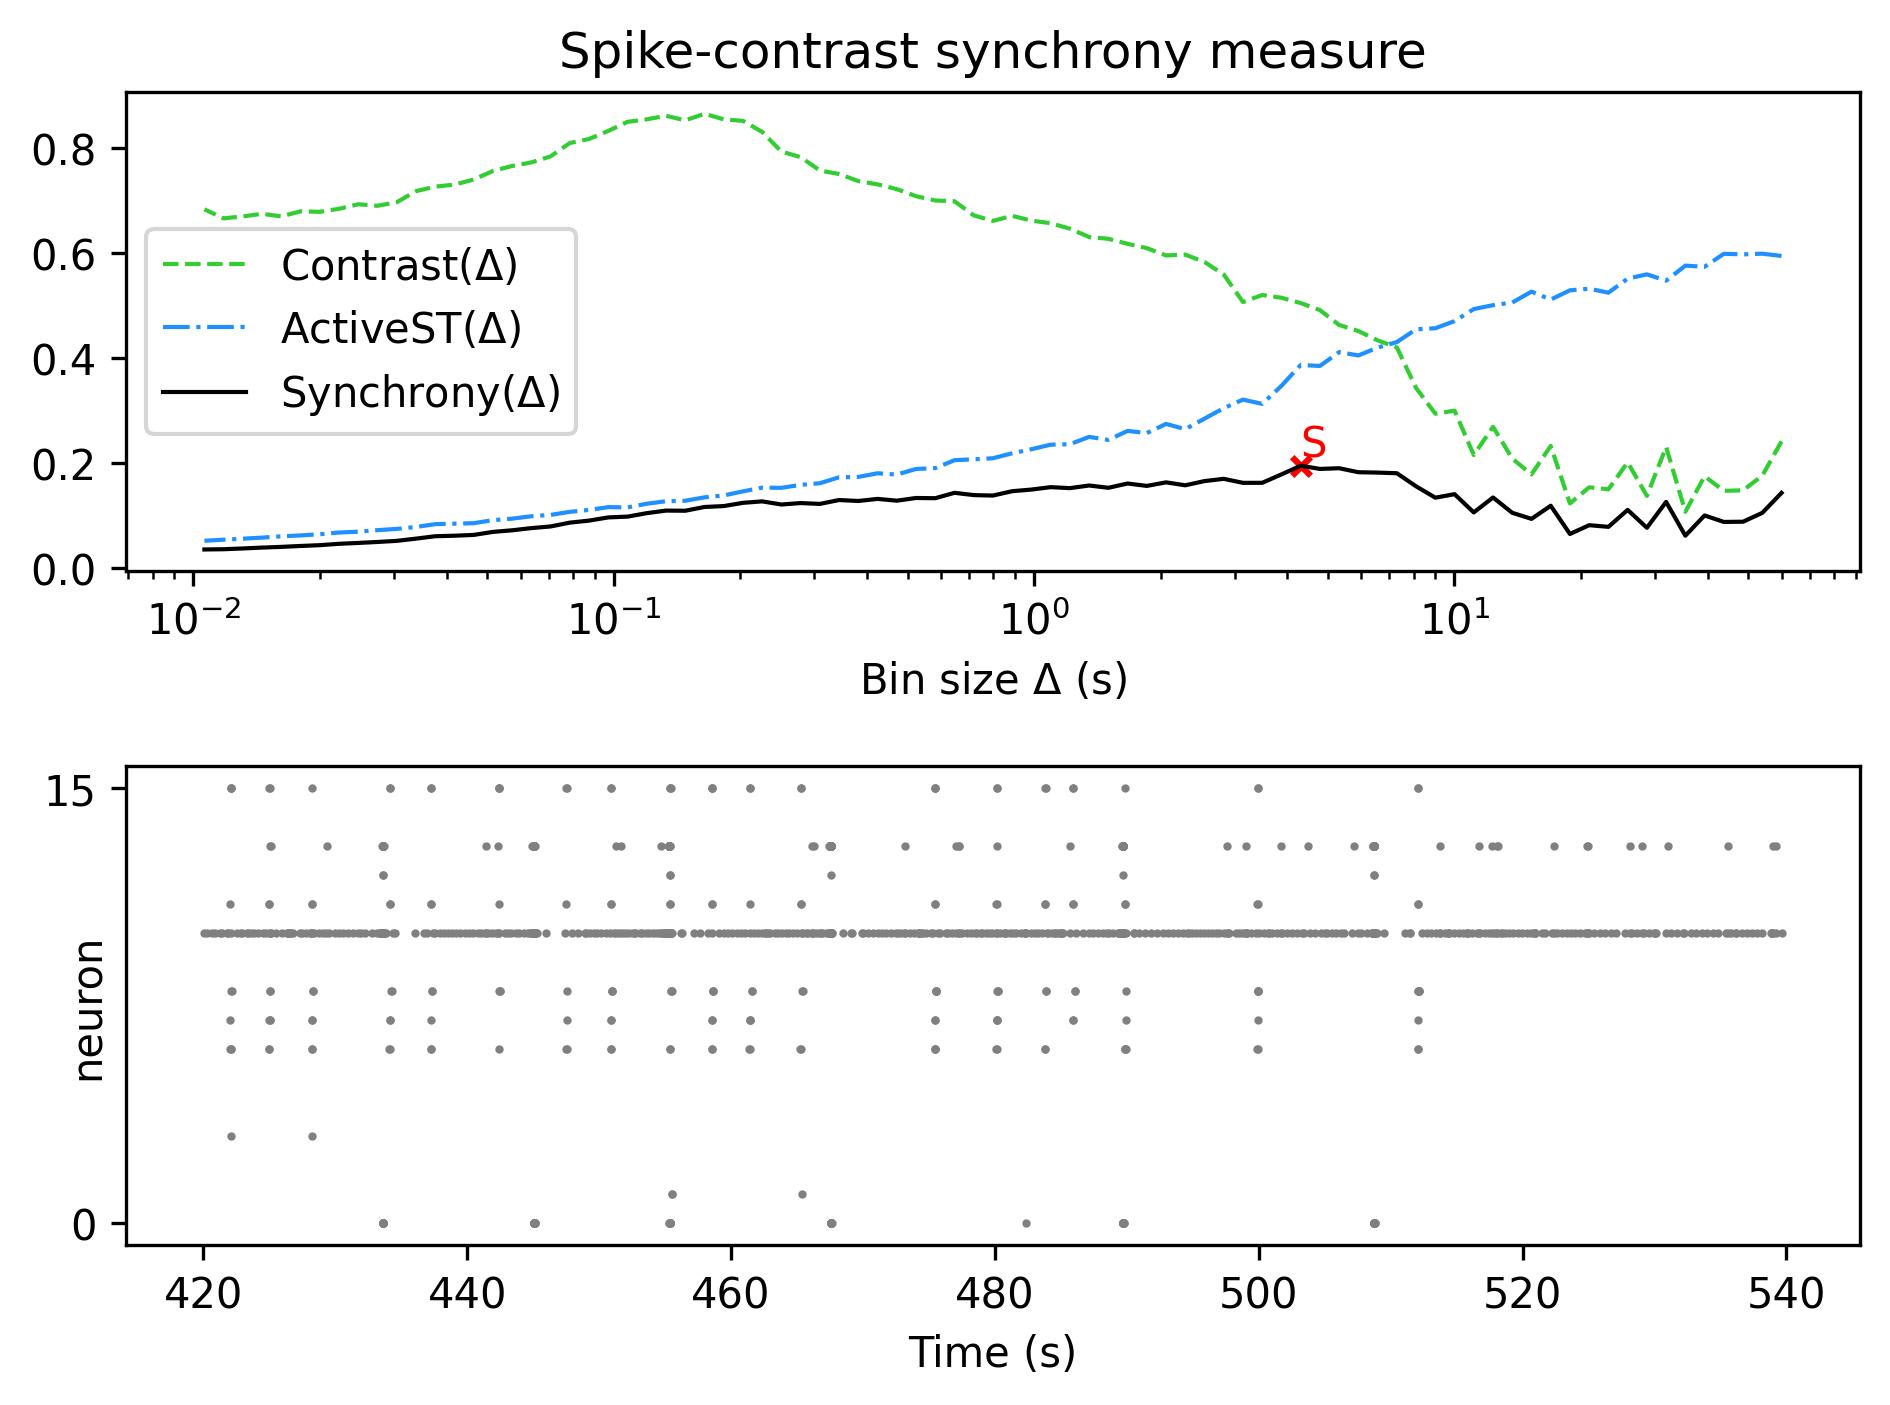 Spike-contrast synchrony measure
0.8
0.6
0.4
0.2
0.0
Contrast(Δ)
ActiveST(Δ)
Synchrony(Δ)
S
10⁻² 10⁻¹ 10⁰ 10¹
Bin size Δ (s)
15
0
neuron
420 440 460 480 500 520 540
Time (s)